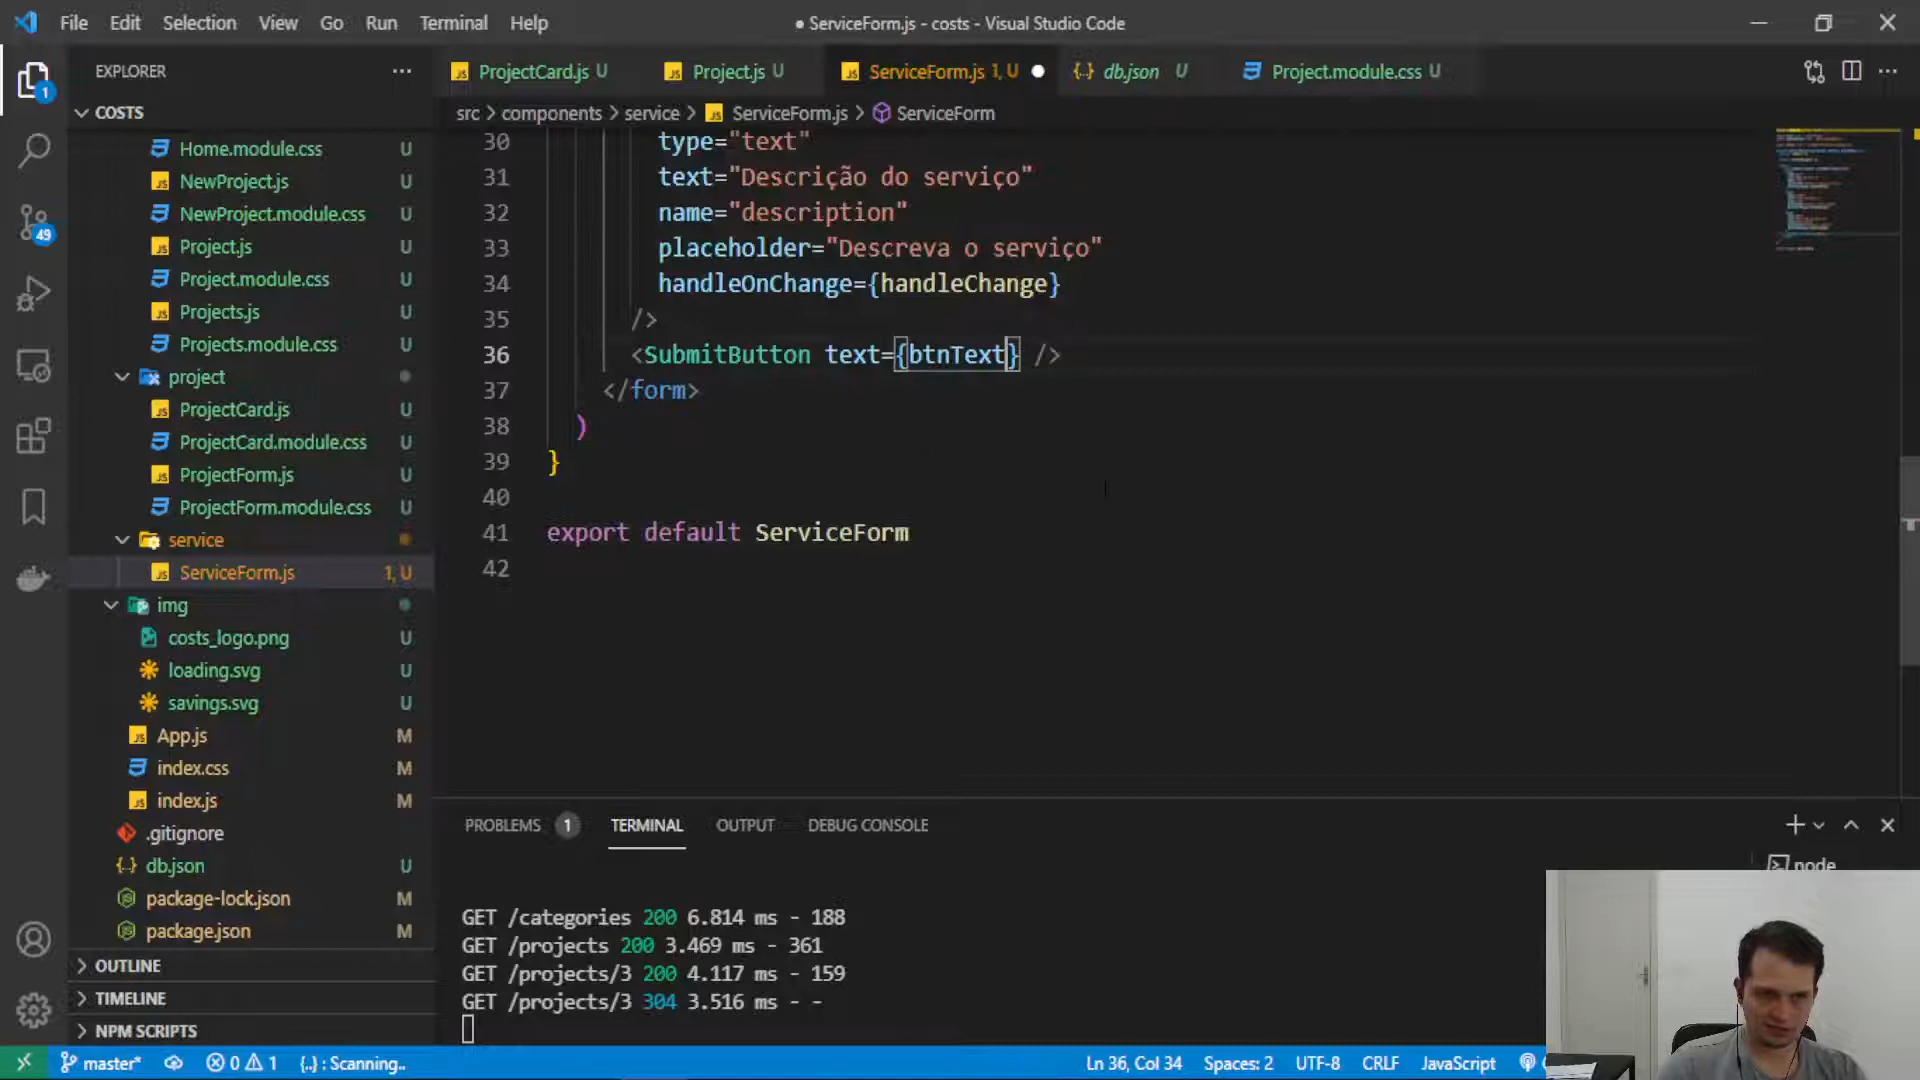 File Edit Selection View Go Run Terminal Help
● ServiceForm.js - costs - Visual Studio Code
EXPLORER
ProjectCard.js U
Project.js U
ServiceForm.js 1, U
db.json U
Project.module.css U
COSTS
src > components > service > ServiceForm.js > ServiceForm
Home.module.css U
NewProject.js U
NewProject.module.css U
Project.js U
Project.module.css U
Projects.js U
Projects.module.css U
project
ProjectCard.js U
ProjectCard.module.css U
ProjectForm.js U
ProjectForm.module.css U
service
ServiceForm.js 1, U
img
costs_logo.png U
loading.svg U
savings.svg U
App.js M
index.css M
index.js M
.gitignore
db.json U
package-lock.json M
package.json M
OUTLINE
TIMELINE
NPM SCRIPTS
1
49
30 type="text"
31 text="Descrição do serviço"
32 name="description"
33 placeholder="Descreva o serviço"
34 handleOnChange={handleChange}
35 />
36 <SubmitButton text={btnText} />
37 </form>
38 )
39 }
40
41 export default ServiceForm
42
PROBLEMS 1 TERMINAL OUTPUT DEBUG CONSOLE
node
GET /categories 200 6.814 ms - 188
GET /projects 200 3.469 ms - 361
GET /projects/3 200 4.117 ms - 159
GET /projects/3 304 3.516 ms - -
master* 0 1 {..} : Scanning.. Ln 36, Col 34 Spaces: 2 UTF-8 CRLF JavaScript